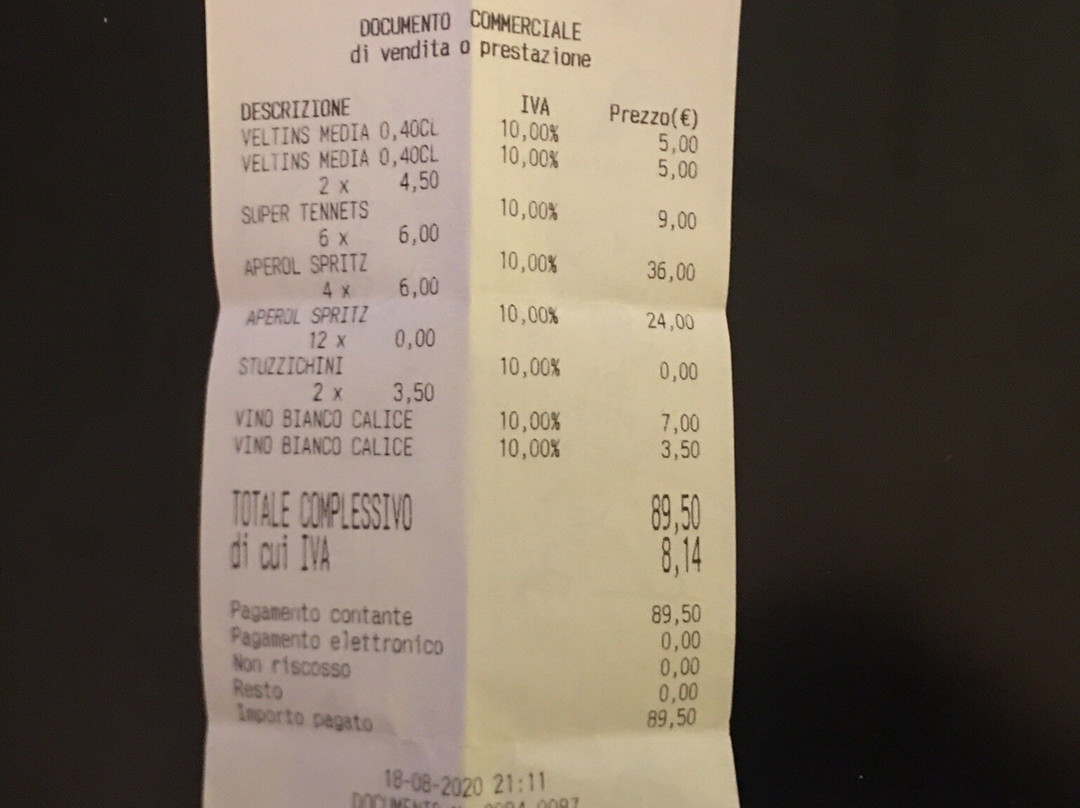 DOCUMENTO COMMERCIALE
di vendita o prestazione
DESCRIZIONE IVA Prezzo(€)
VELTINS MEDIA 0,40CL 10,00% 5,00
VELTINS MEDIA 0,40CL 10,00% 5,00
2 x 4,50
SUPER TENNETS 10,00% 9,00
6 x 6,00
APEROL SPRITZ 10,00% 36,00
4 x 6,00
APEROL SPRITZ 10,00% 24,00
12 x 0,00
STUZZICHINI 10,00% 0,00
2 x 3,50
VINO BIANCO CALICE 10,00% 7,00
VINO BIANCO CALICE 10,00% 3,50
TOTALE COMPLESSIVO 89,50
di cui IVA 8,14
Pagamento contante 89,50
Pagamento elettronico 0,00
Non riscosso 0,00
Resto 0,00
Importo pagato 89,50
18-08-2020 21:11
DOCUMENTO